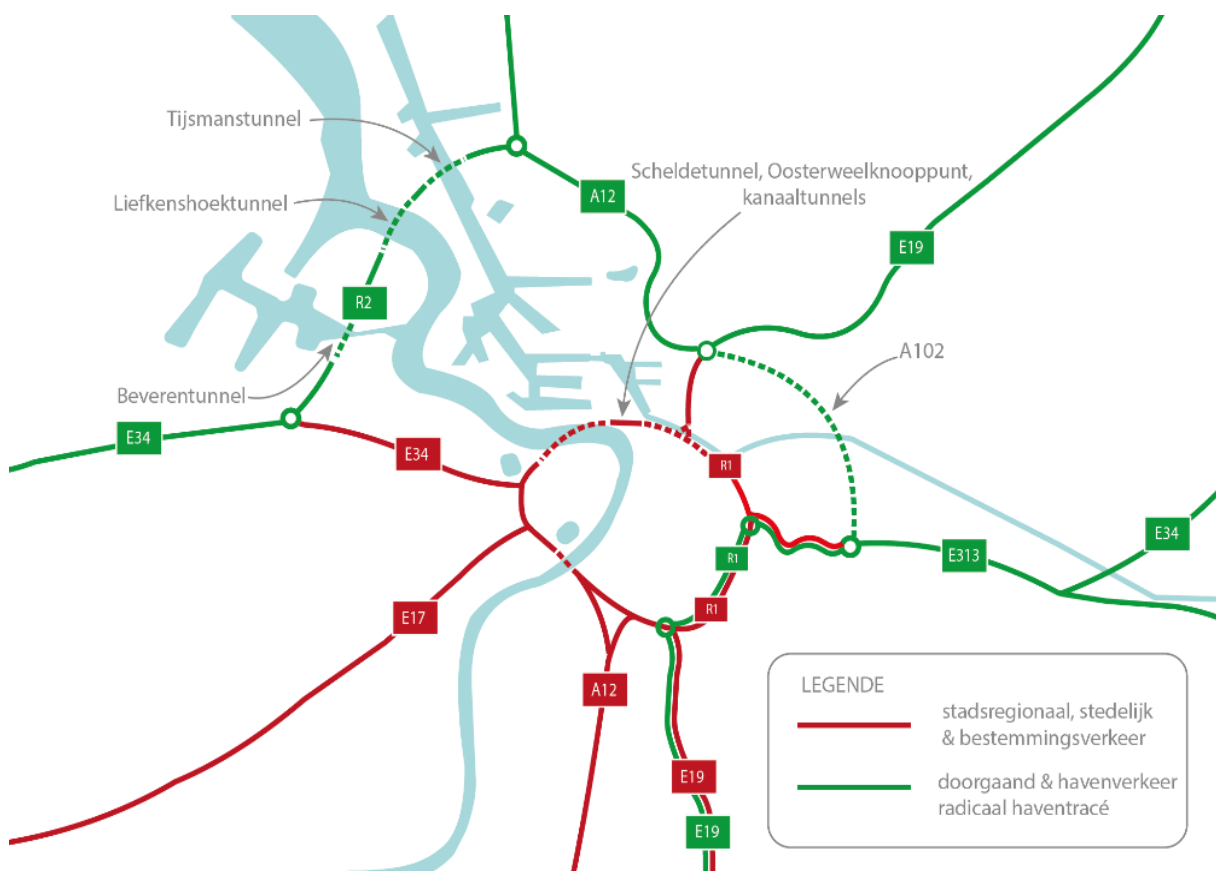 Tijsmanstunnel
Scheldetunnel, Oosterweelknooppunt,
kanaaltunnels
A12
Liefkenshoektunnel
E19
R2
A102
Beverentunnel
E34
E34
R1
E34
E313
R1
R1
E17
A12
LEGENDE
stadsregionaal, stedelijk
& bestemmingsverkeer
E19
doorgaand & havenverkeer
radicaal haventracé
E19